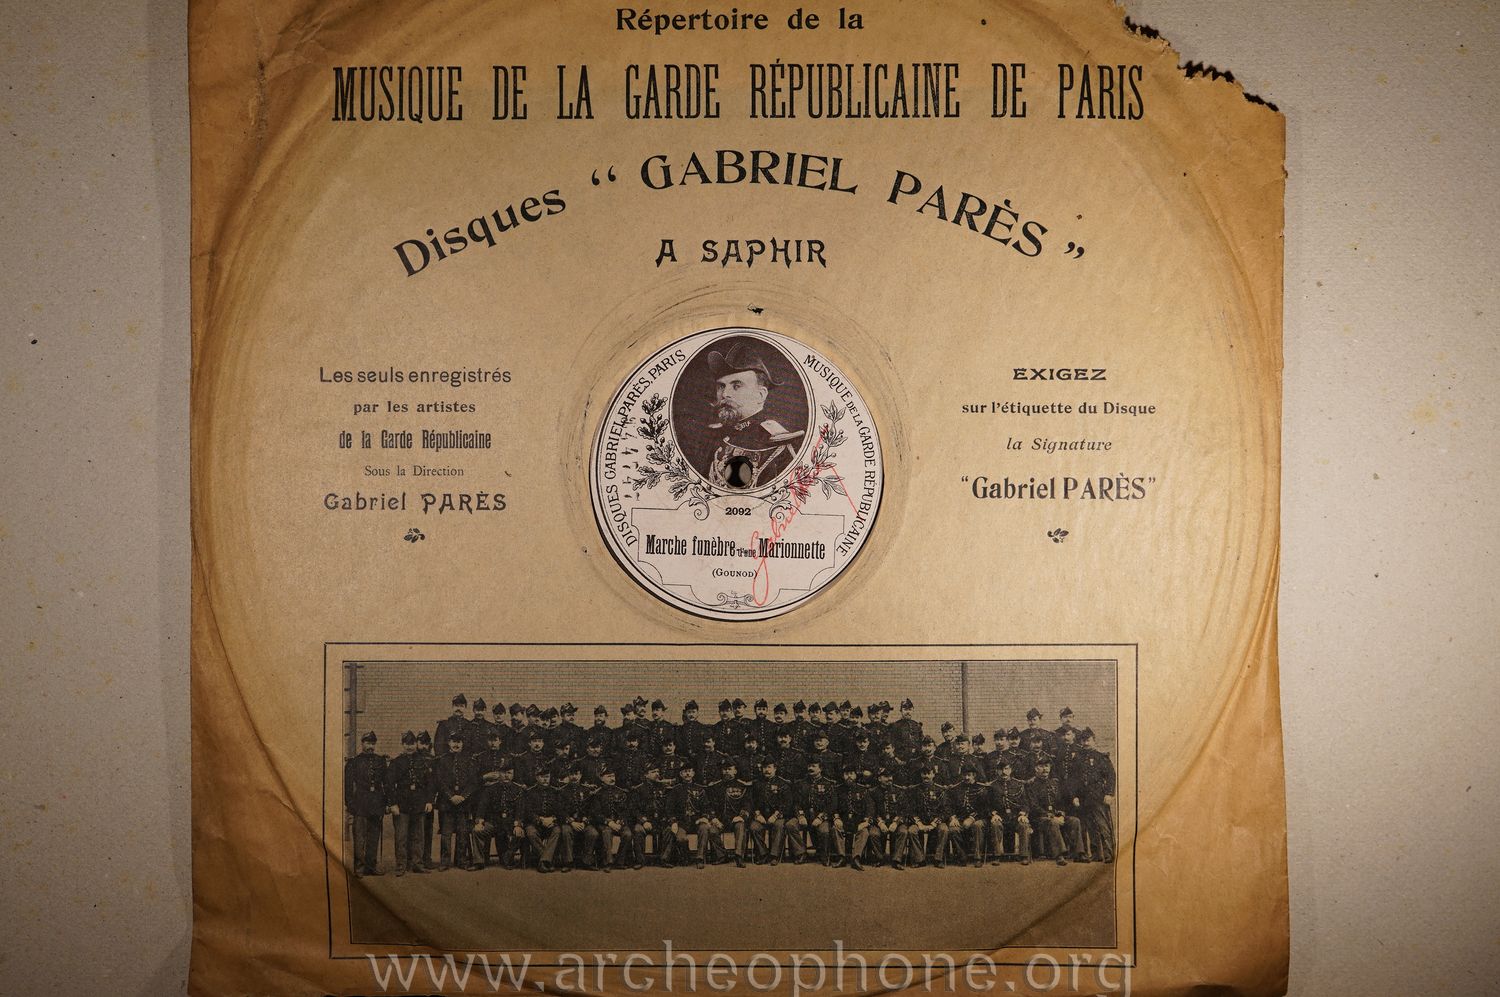 Répertoire de la
MUSIQUE DE LA GARDE RÉPUBLICAINE DE PARIS
Disques “ GABRIEL PARÈS ”
A SAPHIR
Les seuls enregistrés
par les artistes
de la Garde Républicaine
Sous la Direction
Gabriel PARÈS
DISQUES GABRIEL PARÈS, PARIS
MUSIQUE DE LA GARDE RÉPUBLICAINE
2092
Marche funèbre d'une Marionnette
(GOUNOD)
Gabriel Parès
EXIGEZ
sur l'étiquette du Disque
la Signature
“Gabriel PARÈS”
www.archeophone.org